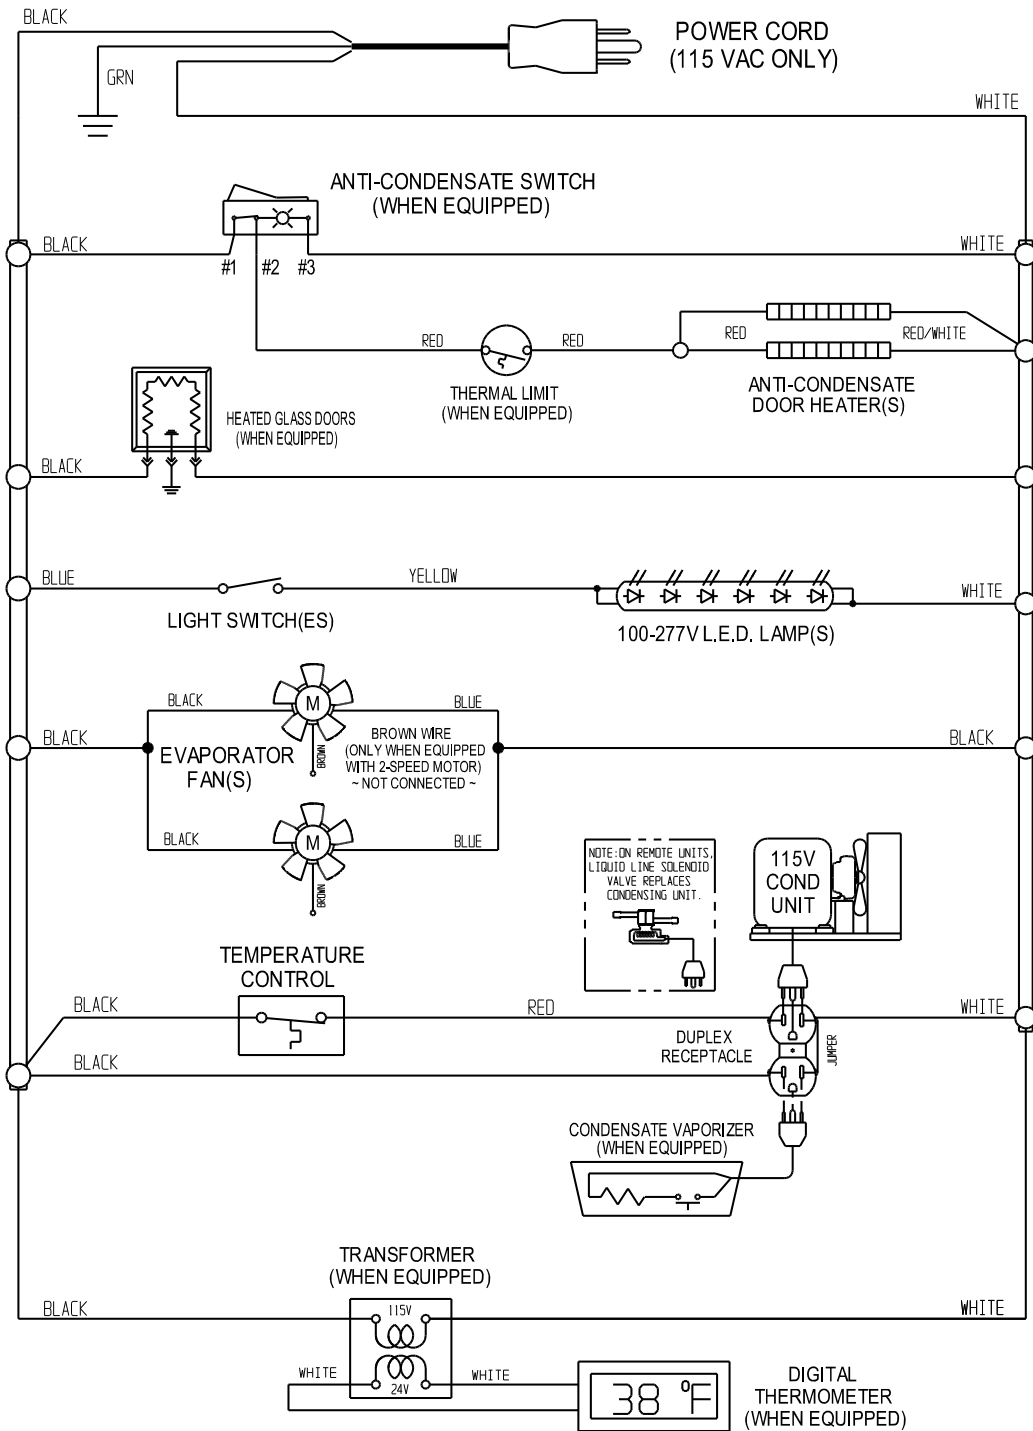 BLACK
POWER CORD
(115 VAC ONLY)
GRN
WHITE
ANTI-CONDENSATE SWITCH
(WHEN EQUIPPED)
BLACK
WHITE
#1 #2 #3
RED
RED
RED
RED/WHITE
THERMAL LIMIT
(WHEN EQUIPPED)
ANTI-CONDENSATE
DOOR HEATER(S)
HEATED GLASS DOORS
(WHEN EQUIPPED)
BLACK
BLUE
YELLOW
WHITE
LIGHT SWITCH(ES)
100-277V L.E.D. LAMP(S)
BLACK
M
BLUE
BLACK
EVAPORATOR
FAN(S)
BROWN
BROWN WIRE
(ONLY WHEN EQUIPPED
WITH 2-SPEED MOTOR)
~ NOT CONNECTED ~
BLACK
BLACK
M
BLUE
BROWN
NOTE:ON REMOTE UNITS,
LIQUID LINE SOLENOID
VALVE REPLACES
CONDENSING UNIT.
115V
COND
UNIT
TEMPERATURE
CONTROL
BLACK
RED
WHITE
DUPLEX
RECEPTACLE
JUMPER
BLACK
CONDENSATE VAPORIZER
(WHEN EQUIPPED)
TRANSFORMER
(WHEN EQUIPPED)
BLACK
115V
WHITE
WHITE
24V
WHITE
38 °F
DIGITAL
THERMOMETER
(WHEN EQUIPPED)